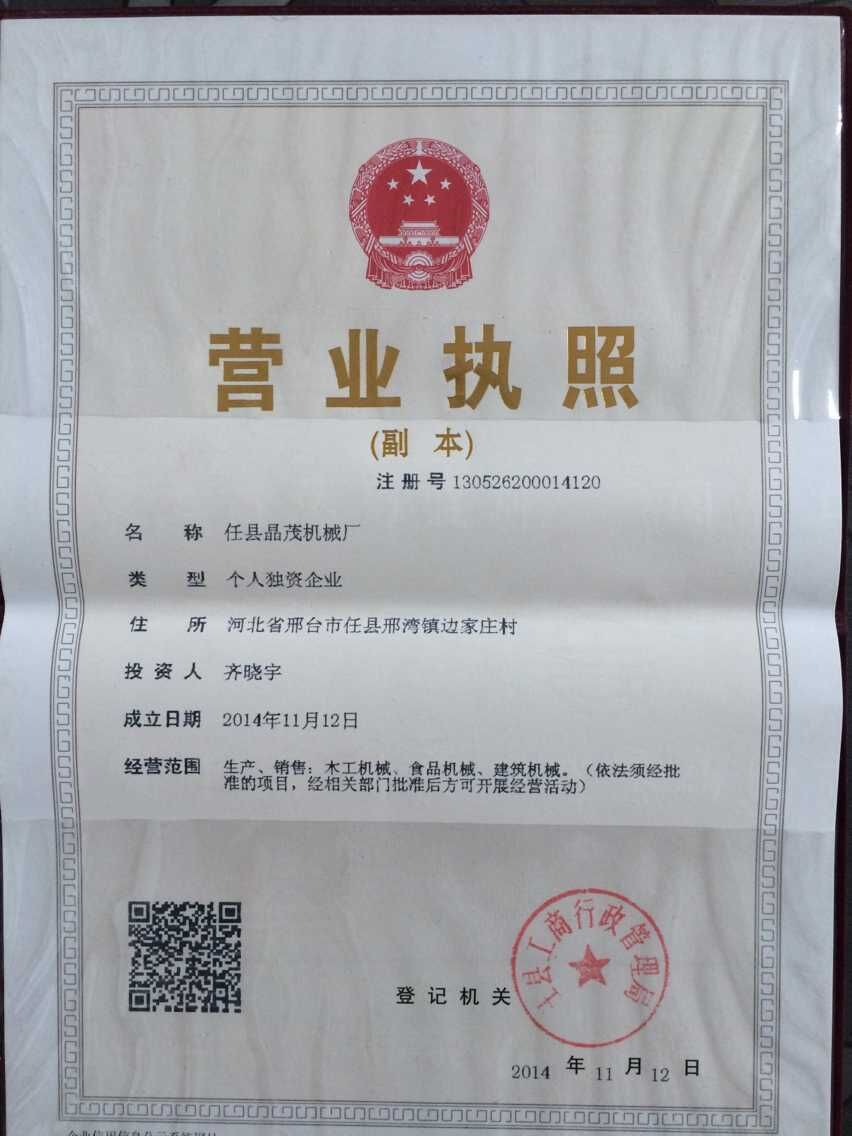 营业执照
(副 本)
注册号 130526200014120
名 称 任县晶茂机械厂
类 型 个人独资企业
住 所 河北省邢台市任县邢湾镇边家庄村
投资人 齐晓宇
成立日期 2014年11月12日
经营范围 生产、销售：木工机械、食品机械、建筑机械。（依法须经批
准的项目，经相关部门批准后方可开展经营活动）
县工商行政管理局
登记机关
2014 年 11 月 12 日